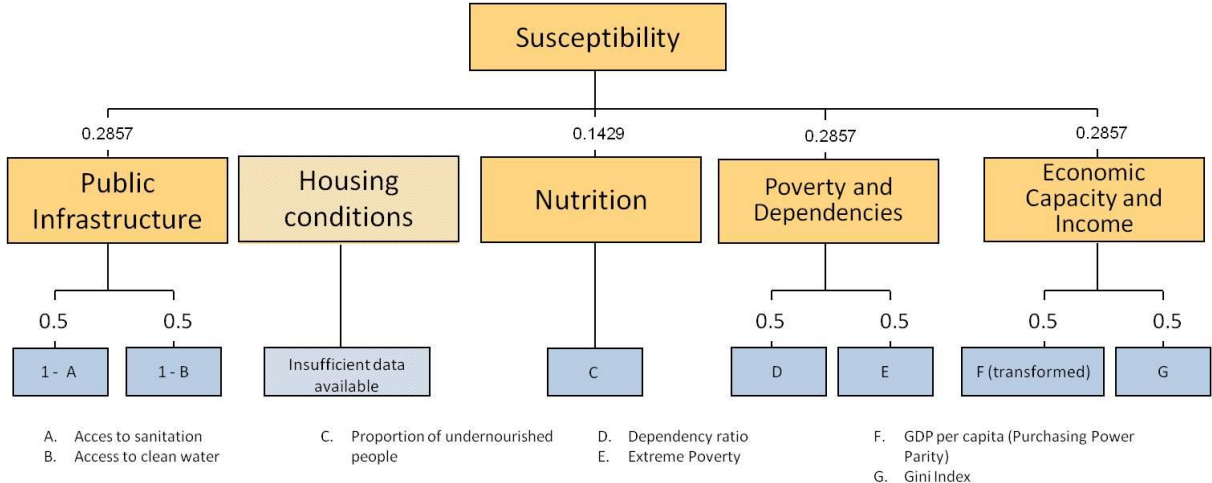 Susceptibility
0.2857
0.1429
0.2857
0.2857
Public
Infrastructure
Housing
conditions
Nutrition
Poverty and
Dependencies
Economic
Capacity and
Income
0.5
0.5
0.5
0.5
0.5
0.5
1 - A
1 - B
Insufficient data
available
C
D
E
F (transformed)
G
A. Acces to sanitation
B. Access to clean water
C. Proportion of undernourished
people
D. Dependency ratio
E. Extreme Poverty
F. GDP per capita (Purchasing Power
Parity)
G. Gini Index